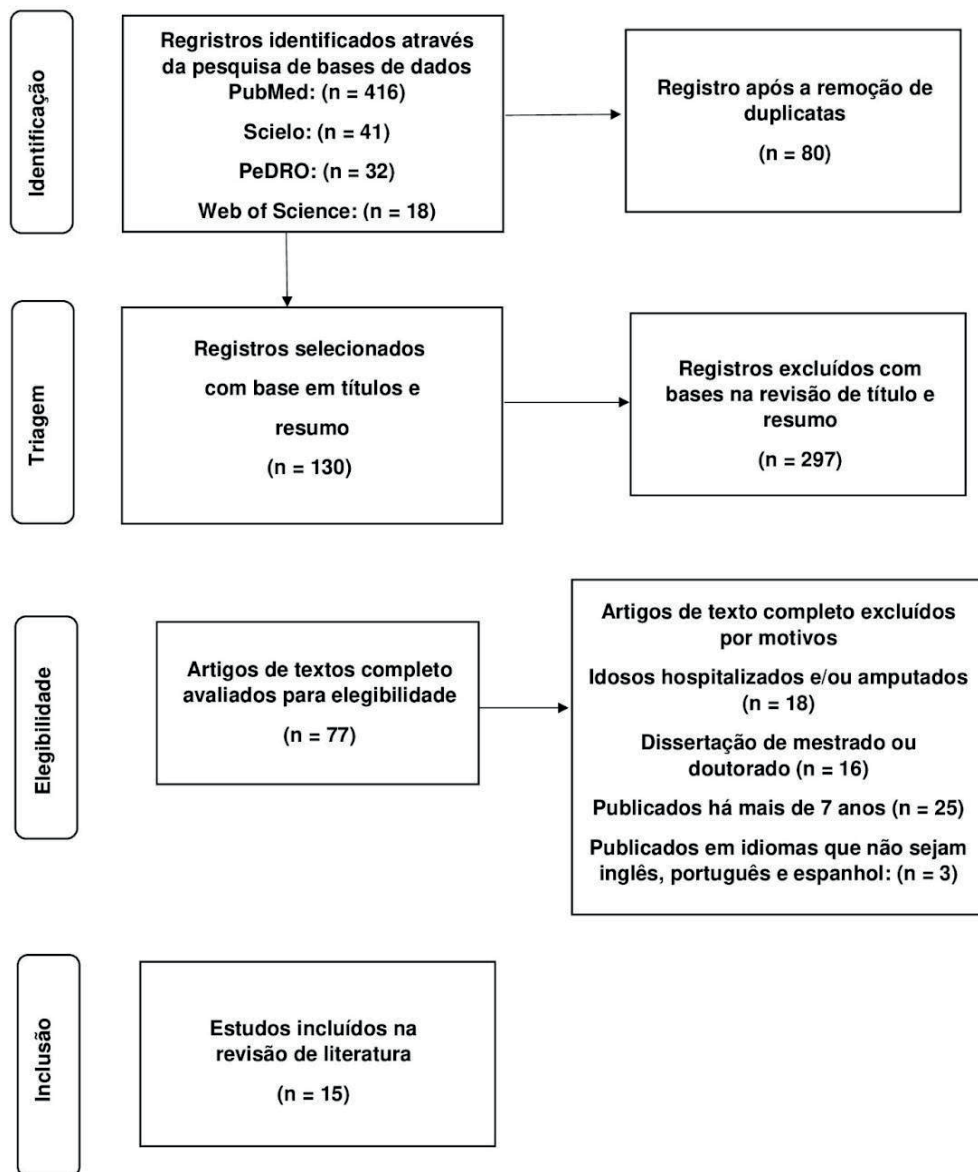 Identificação
Regristros identificados através
da pesquisa de bases de dados
PubMed: (n = 416)
Scielo: (n = 41)
PeDRO: (n = 32)
Web of Science: (n = 18)
Registro após a remoção de
duplicatas
(n = 80)
Triagem
Registros selecionados
com base em títulos e
resumo
(n = 130)
Registros excluídos com
bases na revisão de título e
resumo
(n = 297)
Elegibilidade
Artigos de textos completo
avaliados para elegibilidade
(n = 77)
Artigos de texto completo excluídos
por motivos
Idosos hospitalizados e/ou amputados
(n = 18)
Dissertação de mestrado ou
doutorado (n = 16)
Publicados há mais de 7 anos (n = 25)
Publicados em idiomas que não sejam
inglês, português e espanhol: (n = 3)
Inclusão
Estudos incluídos na
revisão de literatura
(n = 15)